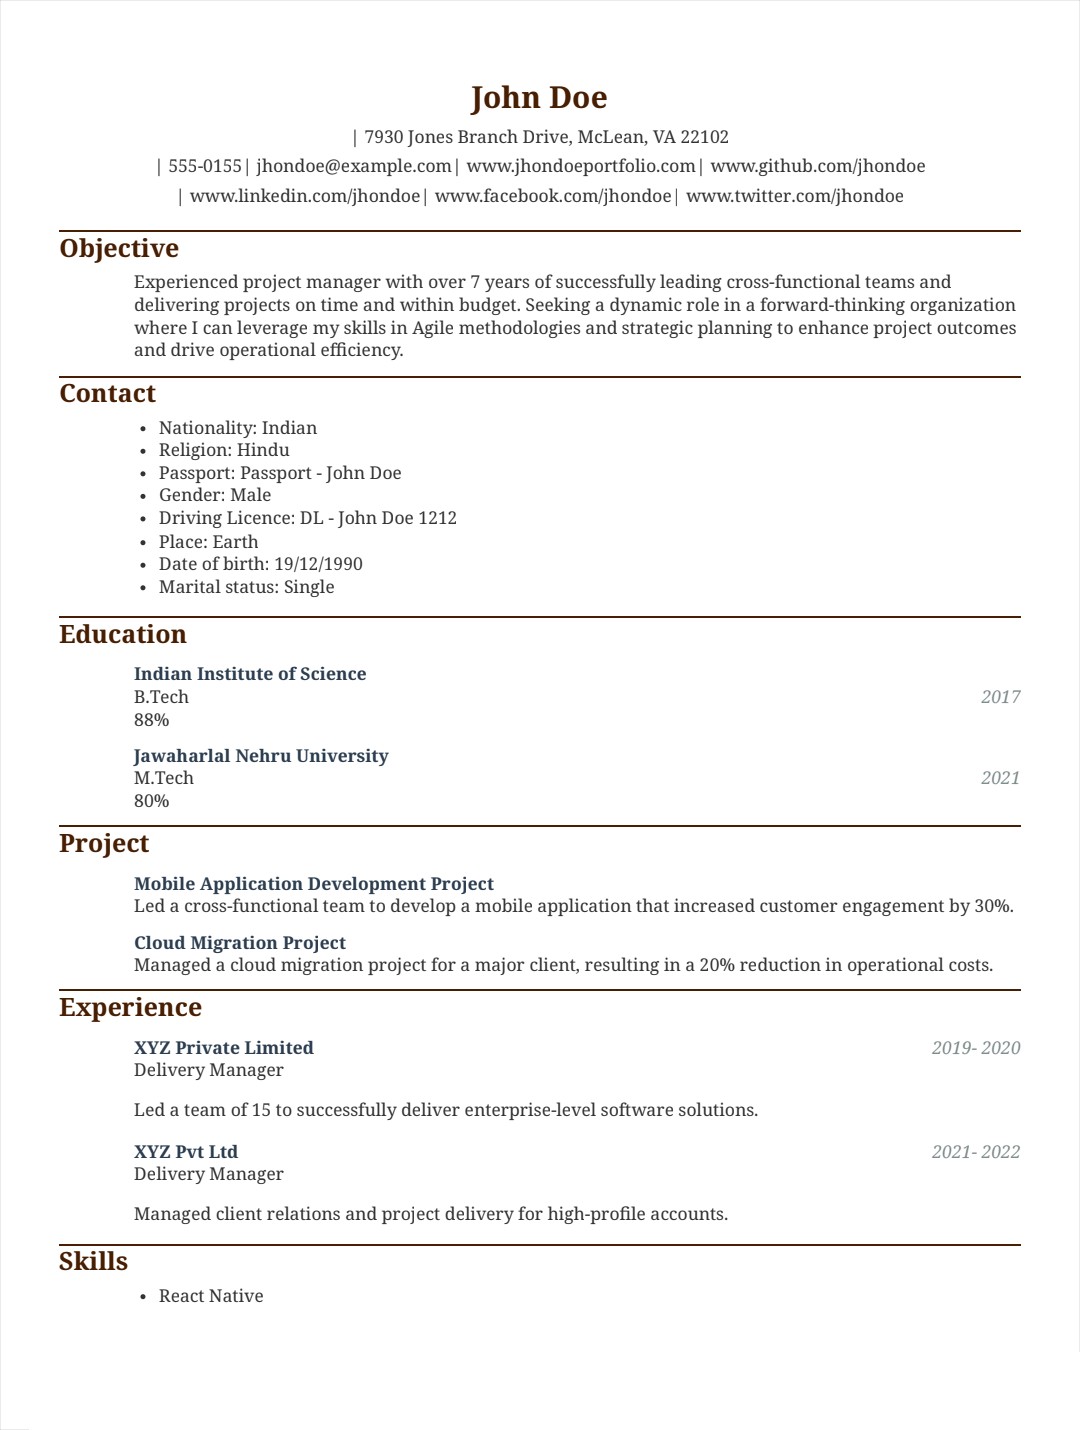 John Doe
| 7930 Jones Branch Drive, McLean, VA 22102
| 555-0155| jhondoe@example.com| www.jhondoeportfolio.com| www.github.com/jhondoe
| www.linkedin.com/jhondoe| www.facebook.com/jhondoe| www.twitter.com/jhondoe
Objective
Experienced project manager with over 7 years of successfully leading cross-functional teams and
delivering projects on time and within budget. Seeking a dynamic role in a forward-thinking organization
where I can leverage my skills in Agile methodologies and strategic planning to enhance project outcomes
and drive operational efficiency.
Contact
• Nationality: Indian
• Religion: Hindu
• Passport: Passport - John Doe
• Gender: Male
• Driving Licence: DL - John Doe 1212
• Place: Earth
• Date of birth: 19/12/1990
• Marital status: Single
Education
Indian Institute of Science
B.Tech 2017
88%
Jawaharlal Nehru University
M.Tech 2021
80%
Project
Mobile Application Development Project
Led a cross-functional team to develop a mobile application that increased customer engagement by 30%.
Cloud Migration Project
Managed a cloud migration project for a major client, resulting in a 20% reduction in operational costs.
Experience
XYZ Private Limited 2019- 2020
Delivery Manager
Led a team of 15 to successfully deliver enterprise-level software solutions.
XYZ Pvt Ltd 2021- 2022
Delivery Manager
Managed client relations and project delivery for high-profile accounts.
Skills
• React Native